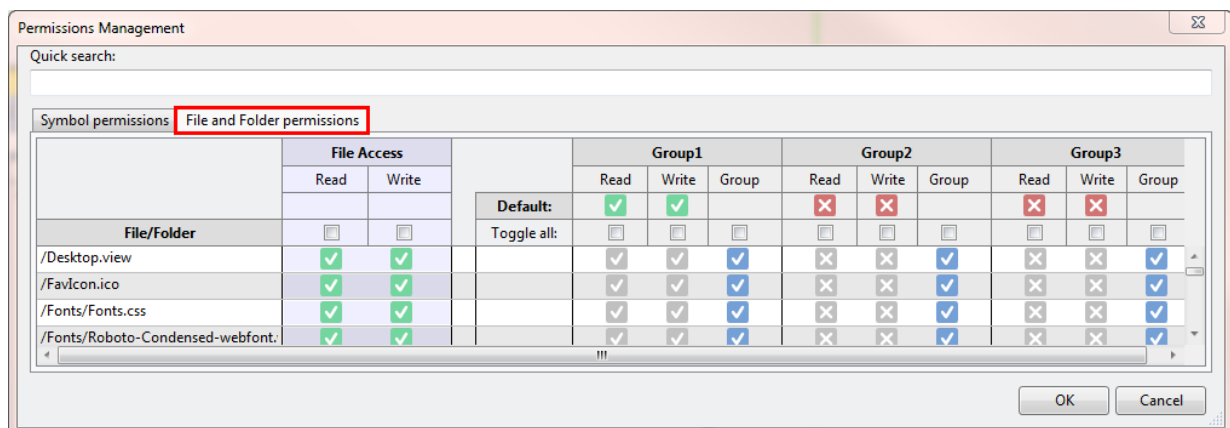 Permissions Management
Quick search:
Symbol permissions File and Folder permissions
File Access Group1 Group2 Group3
Read Write Read Write Group Read Write Group Read Write Group
Default:
File/Folder Toggle all:
/Desktop.view
/FavIcon.ico
/Fonts/Fonts.css
/Fonts/Roboto-Condensed-webfont.
OK Cancel